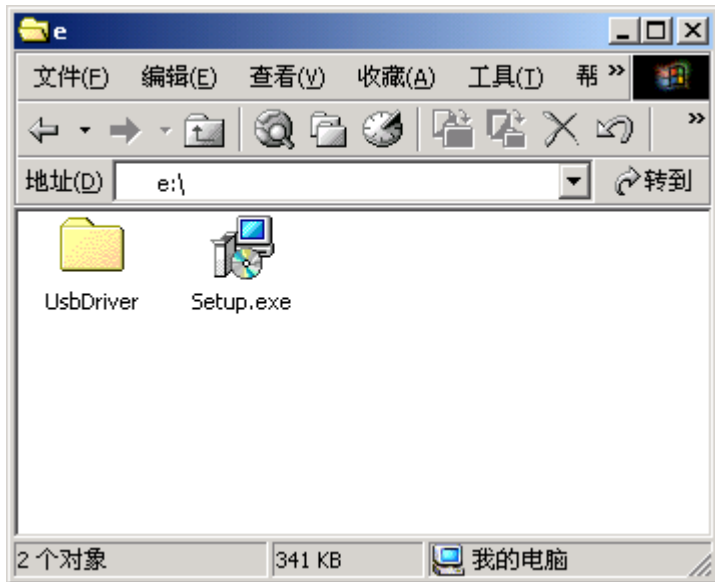 e
文件(F) 编辑(E) 查看(V) 收藏(A) 工具(T) 帮 »
»
地址(D) e:\ 转到
UsbDriver Setup.exe
2 个对象 341 KB 我的电脑